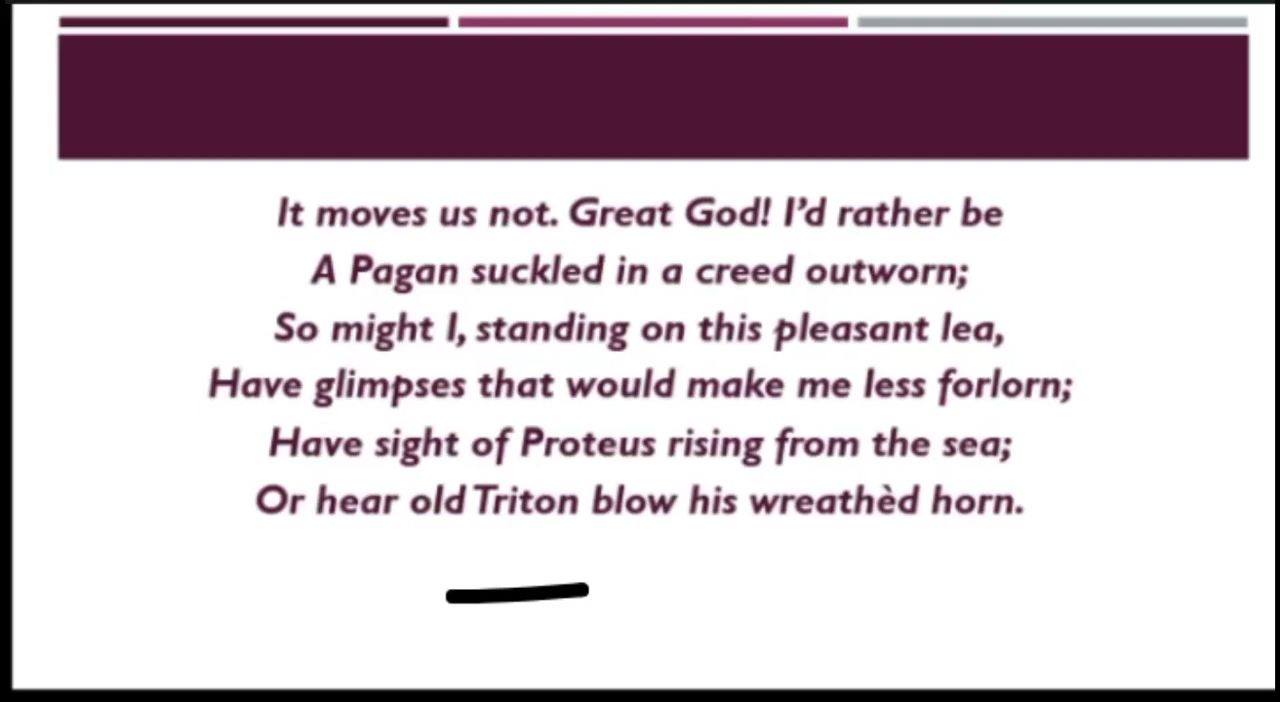 It moves us not. Great God! I’d rather be
A Pagan suckled in a creed outworn;
So might I, standing on this pleasant lea,
Have glimpses that would make me less forlorn;
Have sight of Proteus rising from the sea;
Or hear old Triton blow his wreathèd horn.